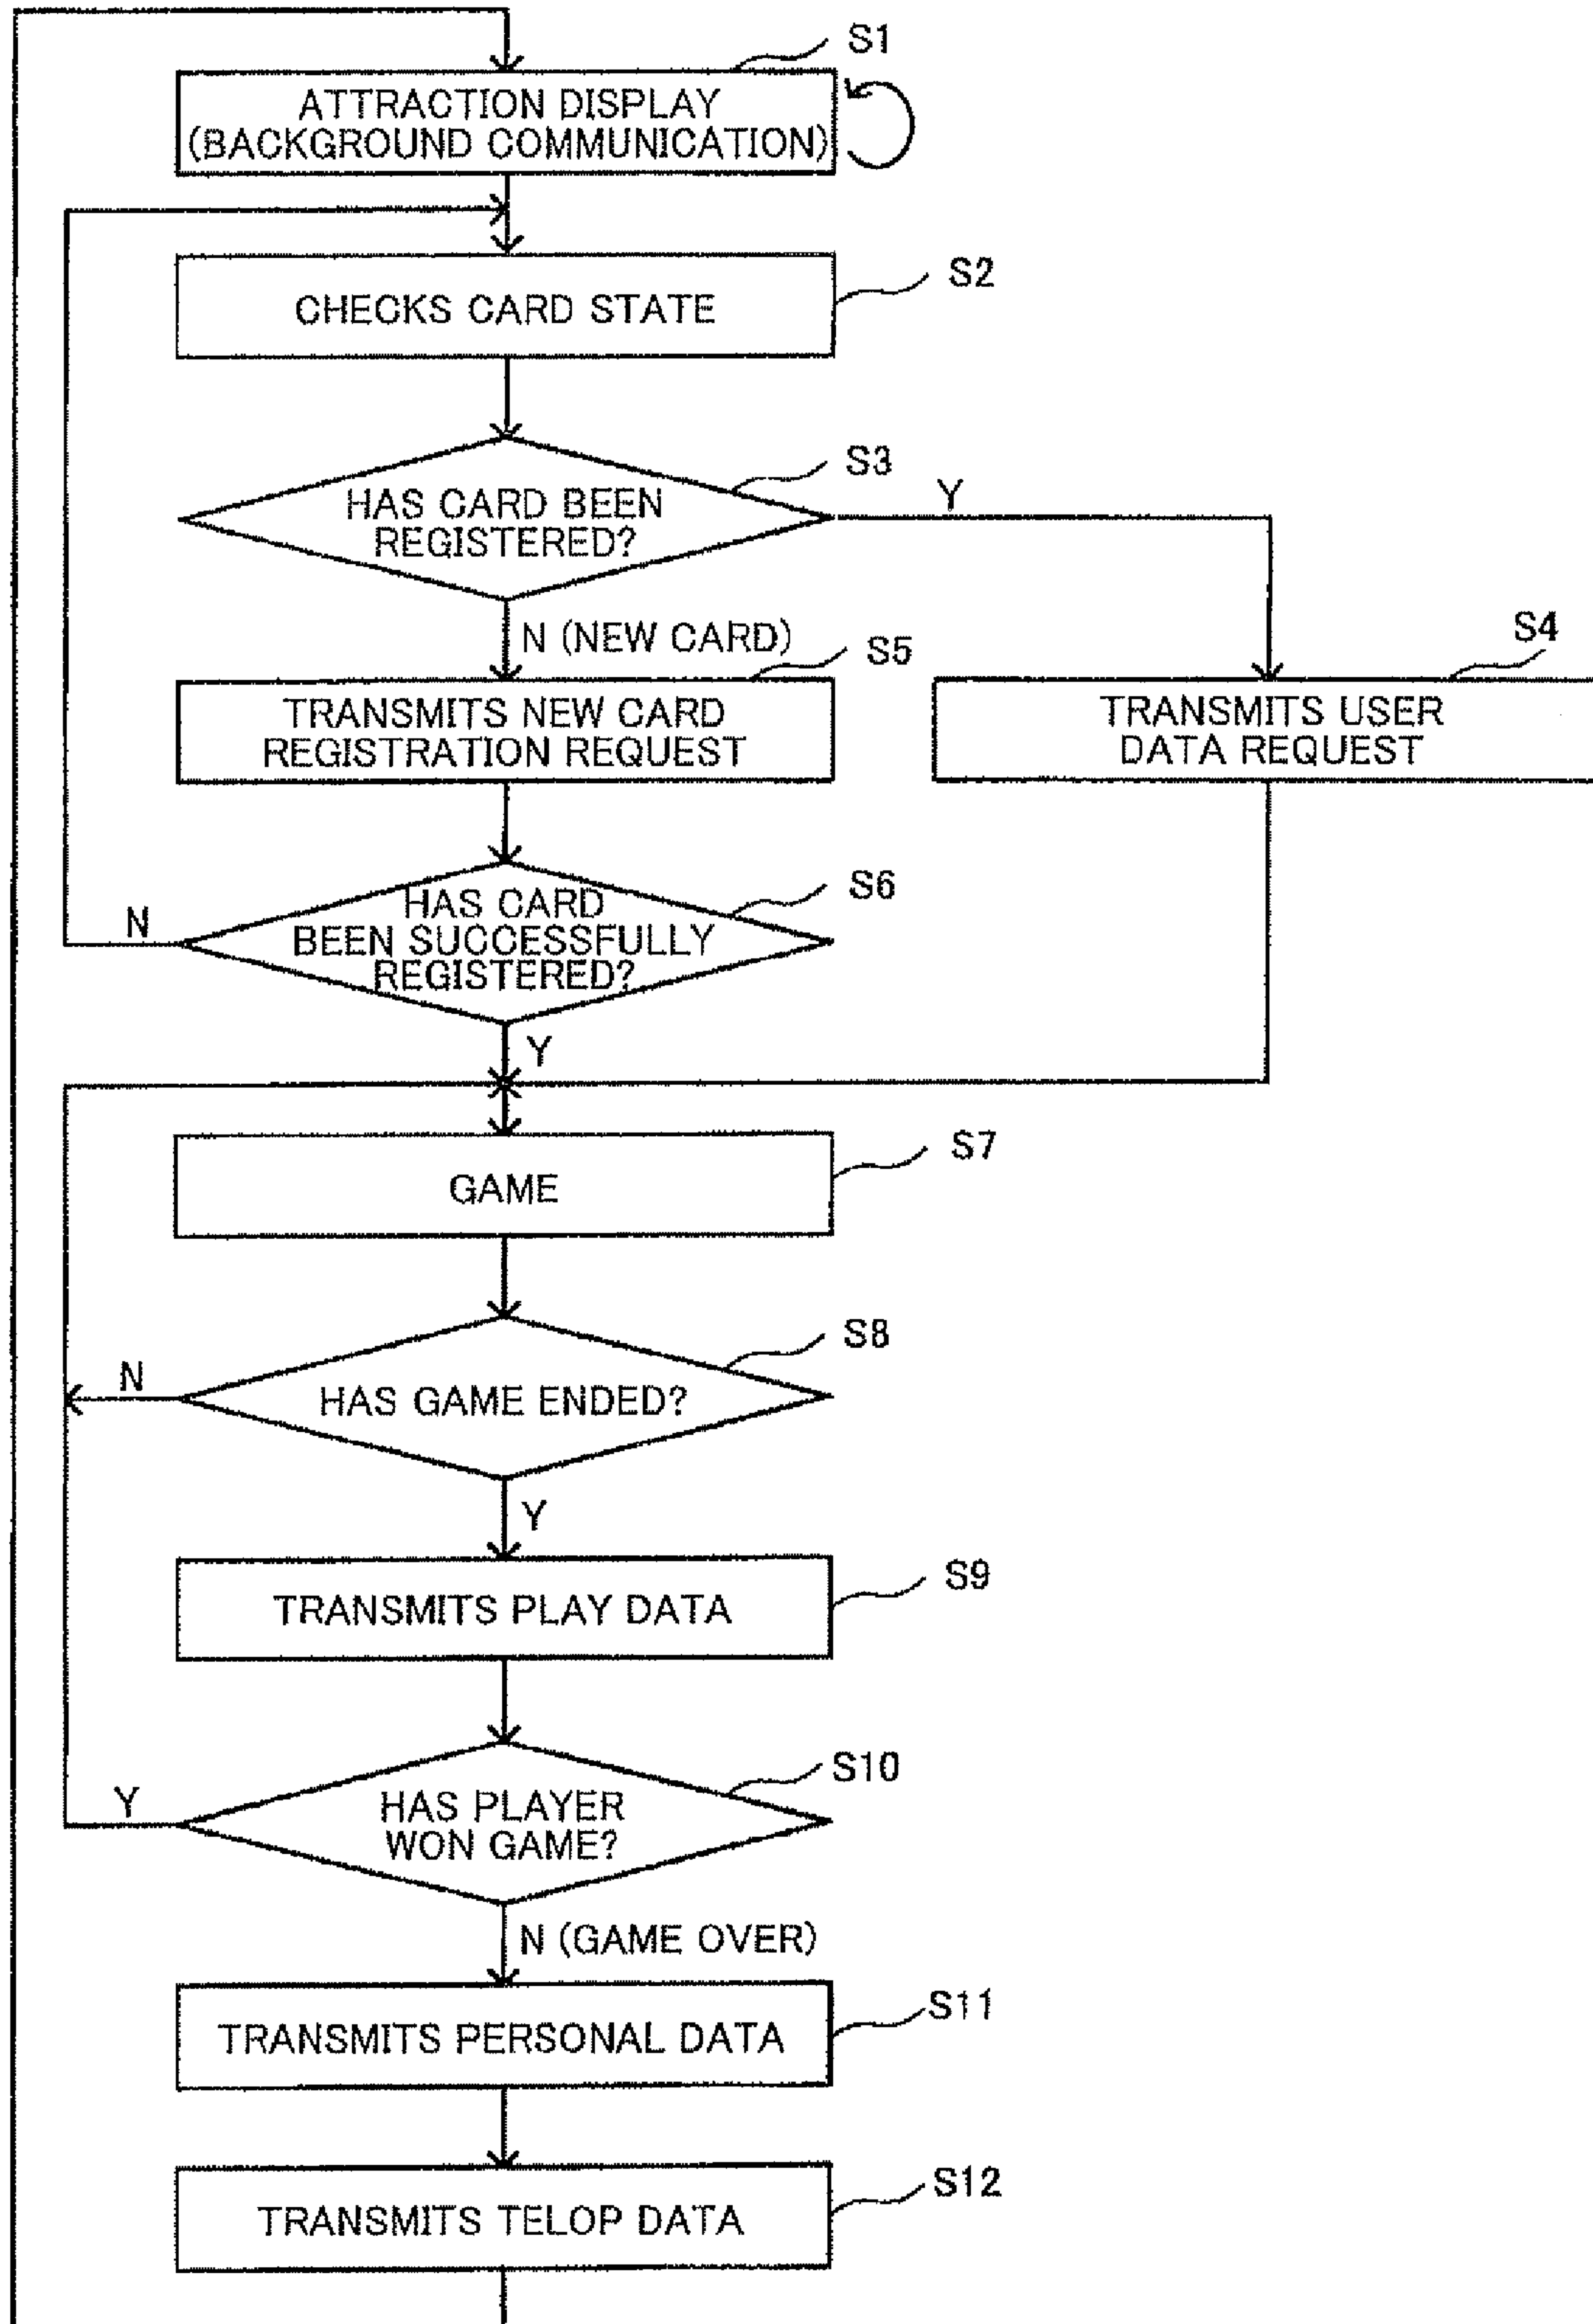 S1
ATTRACTION DISPLAY
(BACKGROUND COMMUNICATION)
S2
CHECKS CARD STATE
S3
HAS CARD BEEN
REGISTERED?
Y
N (NEW CARD)
S5
TRANSMITS NEW CARD
REGISTRATION REQUEST
S4
TRANSMITS USER
DATA REQUEST
S6
HAS CARD
BEEN SUCCESSFULLY
REGISTERED?
N
Y
S7
GAME
S8
HAS GAME ENDED?
N
Y
S9
TRANSMITS PLAY DATA
S10
HAS PLAYER
WON GAME?
Y
N (GAME OVER)
S11
TRANSMITS PERSONAL DATA
S12
TRANSMITS TELOP DATA